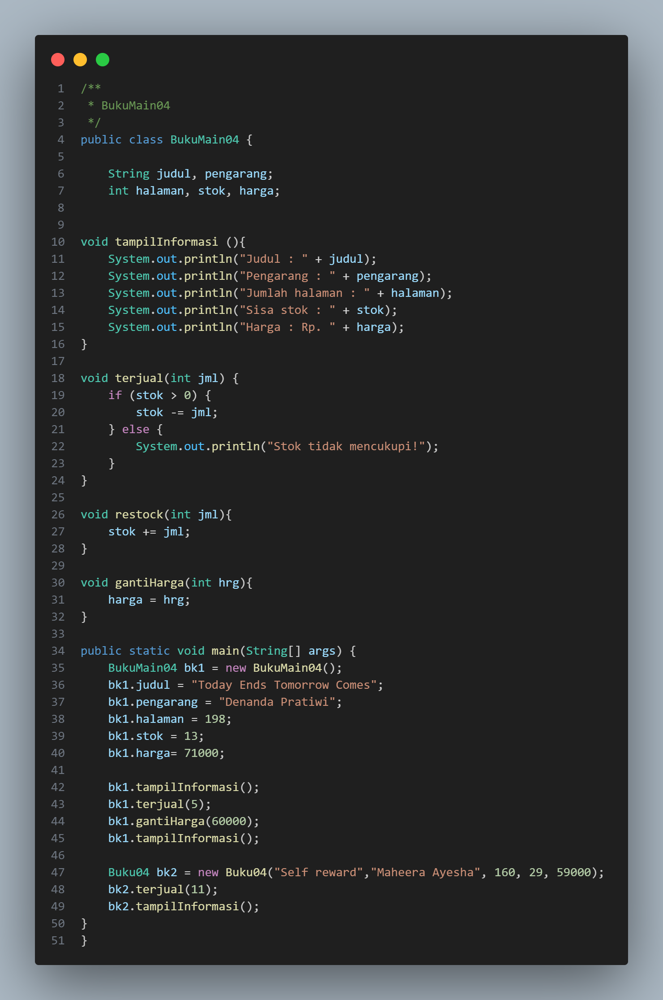 1 /**
2  * BukuMain04
3  */
4 public class BukuMain04 {
5
6     String judul, pengarang;
7     int halaman, stok, harga;
8
9
10 void tampilInformasi (){
11     System.out.println("Judul : " + judul);
12     System.out.println("Pengarang : " + pengarang);
13     System.out.println("Jumlah halaman : " + halaman);
14     System.out.println("Sisa stok : " + stok);
15     System.out.println("Harga : Rp. " + harga);
16 }
17
18 void terjual(int jml) {
19     if (stok > 0) {
20         stok -= jml;
21     } else {
22         System.out.println("Stok tidak mencukupi!");
23     }
24 }
25
26 void restock(int jml){
27     stok += jml;
28 }
29
30 void gantiHarga(int hrg){
31     harga = hrg;
32 }
33
34 public static void main(String[] args) {
35     BukuMain04 bk1 = new BukuMain04();
36     bk1.judul = "Today Ends Tomorrow Comes";
37     bk1.pengarang = "Denanda Pratiwi";
38     bk1.halaman = 198;
39     bk1.stok = 13;
40     bk1.harga= 71000;
41
42     bk1.tampilInformasi();
43     bk1.terjual(5);
44     bk1.gantiHarga(60000);
45     bk1.tampilInformasi();
46
47     Buku04 bk2 = new Buku04("Self reward","Maheera Ayesha", 160, 29, 59000);
48     bk2.terjual(11);
49     bk2.tampilInformasi();
50 }
51 }